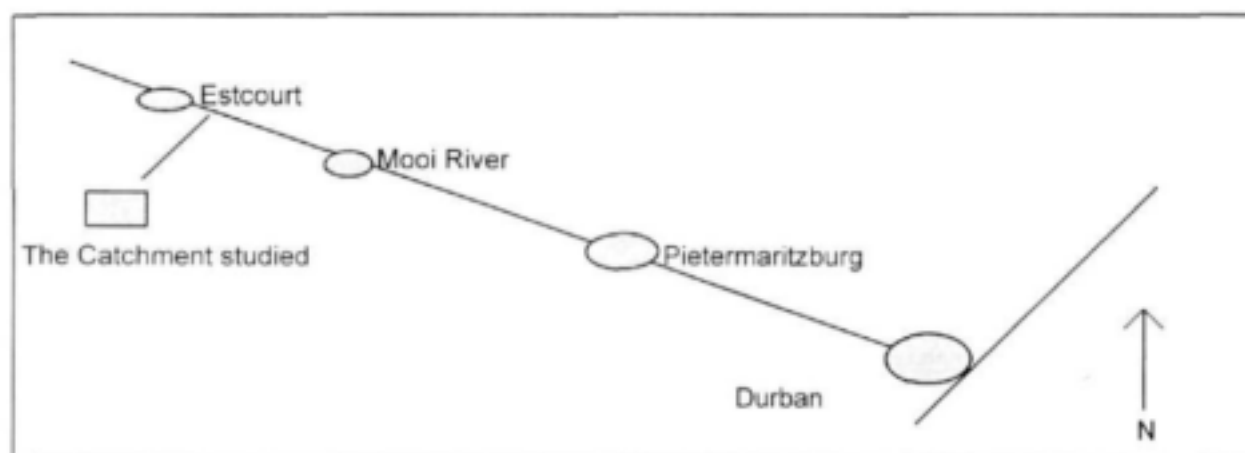 Estcourt
Mooi River
The Catchment studied
Pietermaritzburg
Durban
N